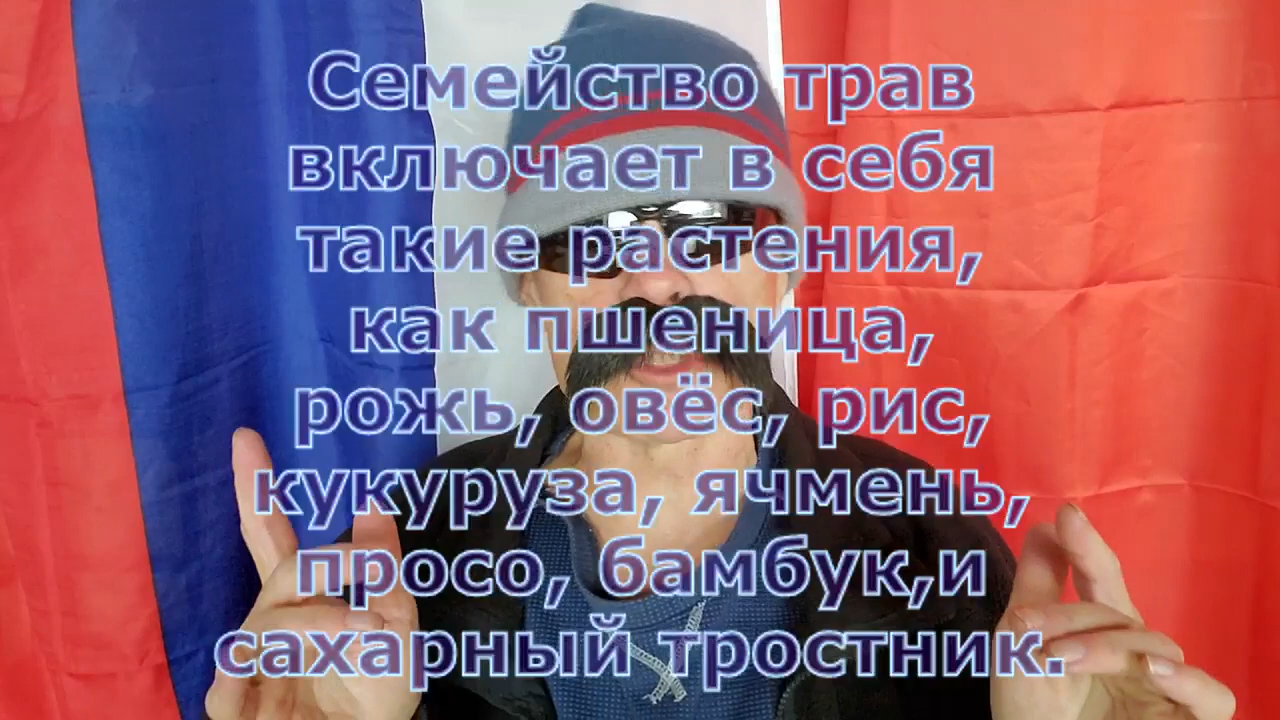 Семейство трав
включает в себя
такие растения,
как пшеница,
рожь, овёс, рис,
кукуруза, ячмень,
просо, бамбук,и
сахарный тростник.